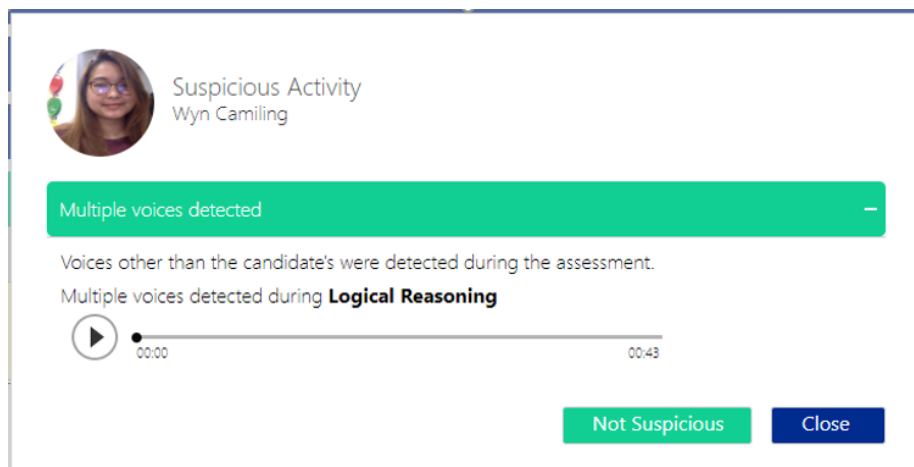 Suspicious Activity
Wyn Camiling
Multiple voices detected
Voices other than the candidate's were detected during the assessment.
Multiple voices detected during Logical Reasoning
00:00
00:43
Not Suspicious
Close